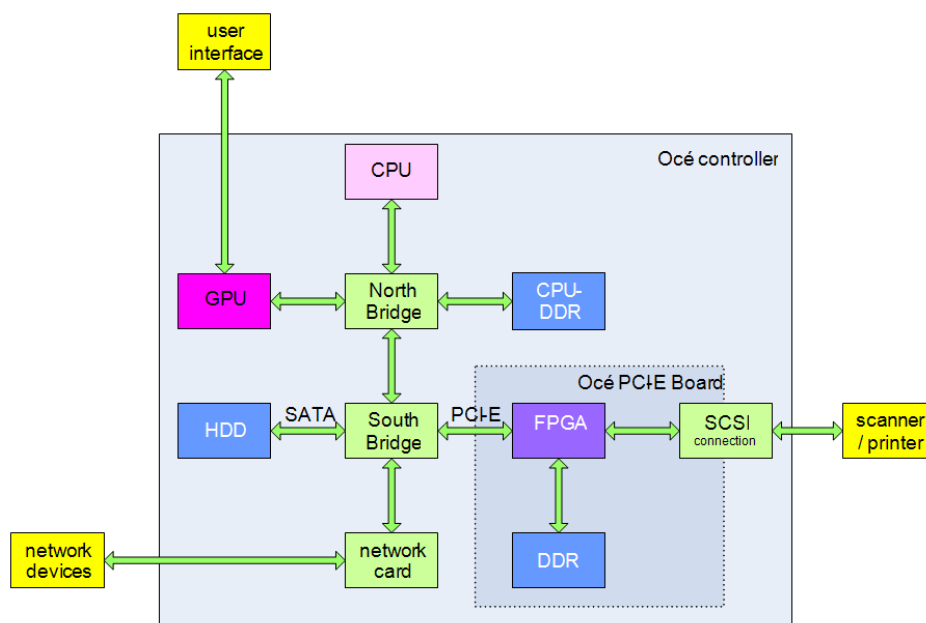 user
interface
Océ controller
CPU
GPU
North
Bridge
CPU-
DDR
Océ PCI-E Board
HDD
SATA
South
Bridge
PCI-E
FPGA
SCSI
connection
scanner
/ printer
network
devices
network
card
DDR